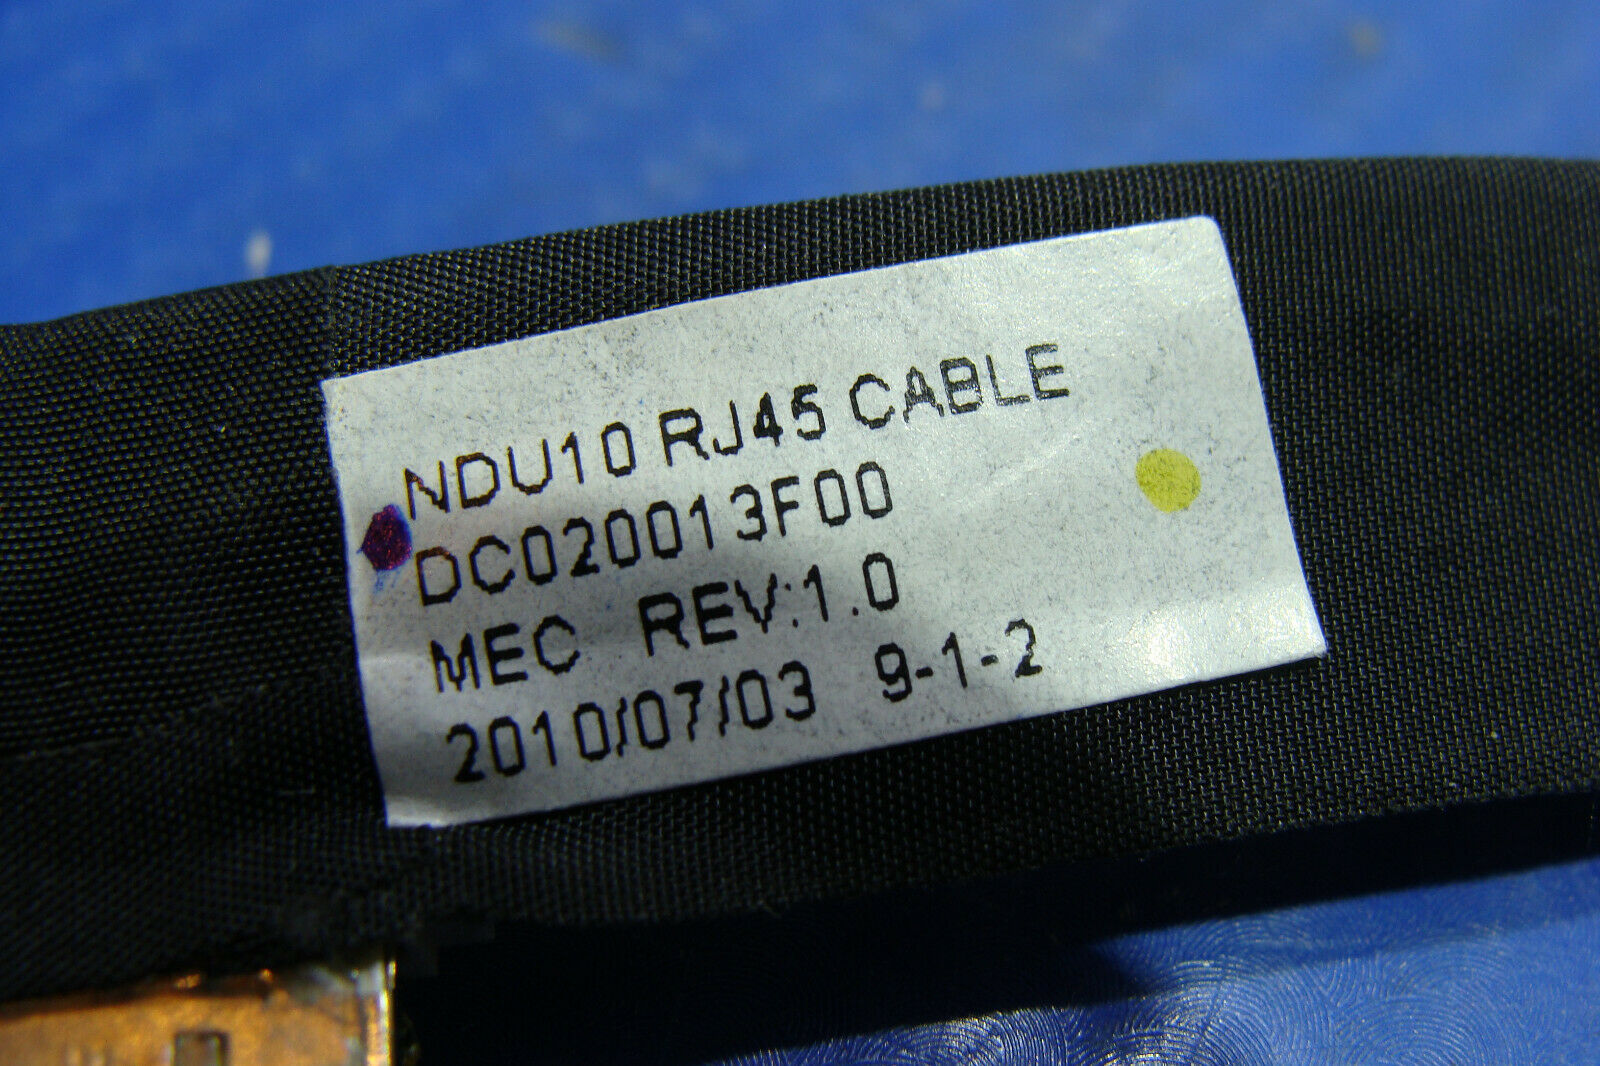 NDU10 RJ45 CABLE
DC020013F00
MEC REV:1.0
2010/07/03 9-1-2